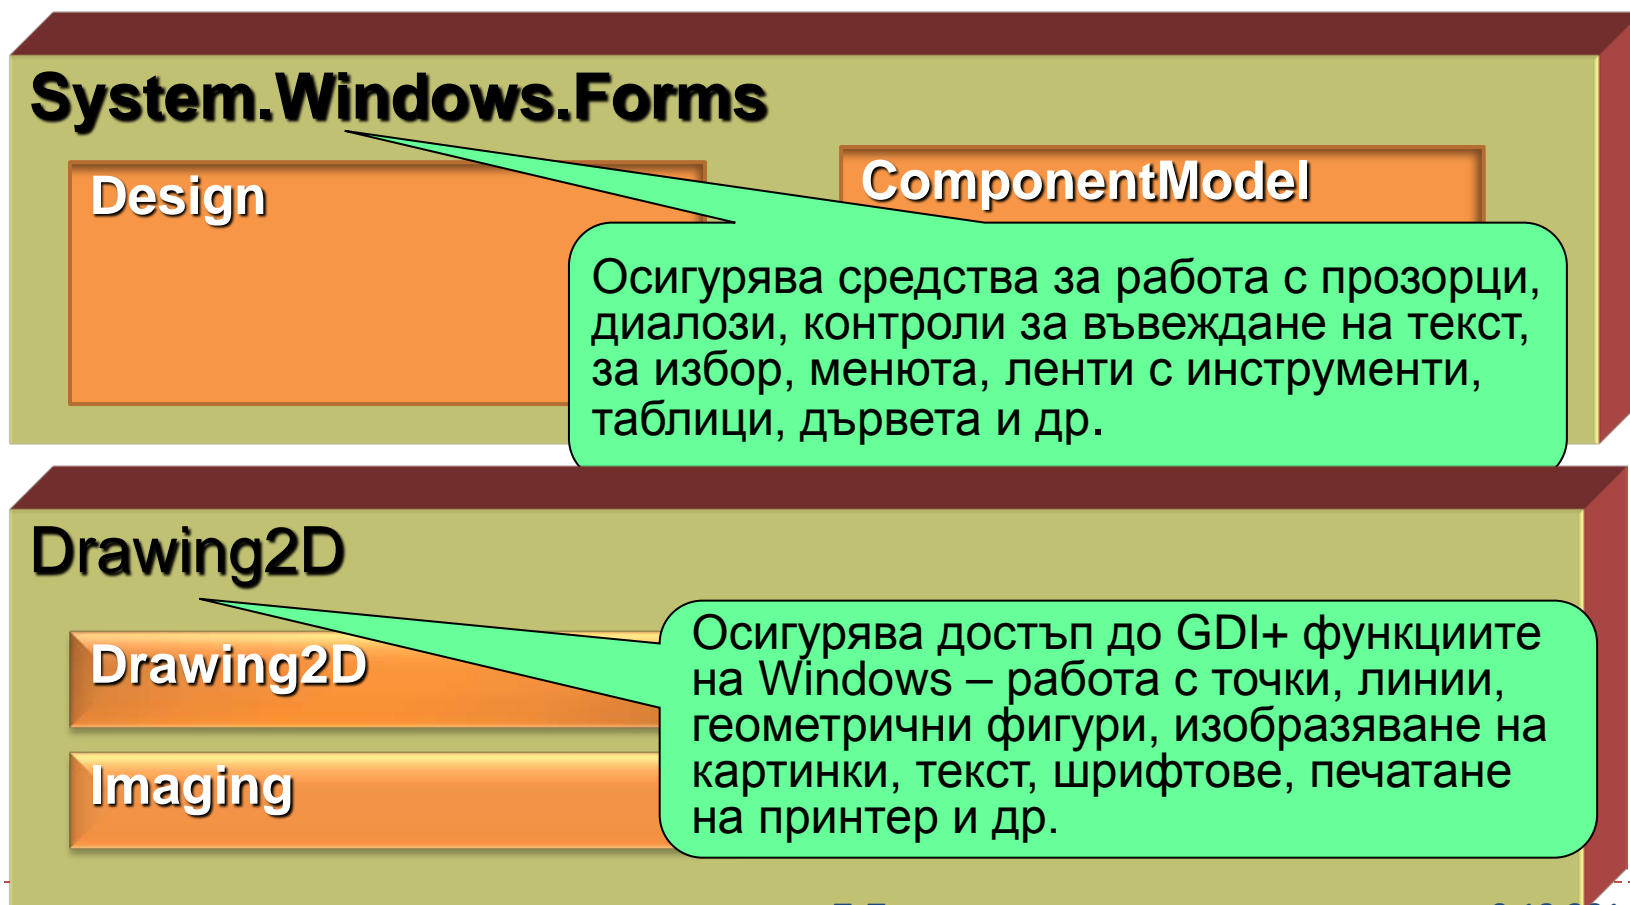 System.Windows.Forms
Design
ComponentModel
Осигурява средства за работа с прозорци,
диалози, контроли за въвеждане на текст,
за избор, менюта, ленти с инструменти,
таблици, дървета и др.
Drawing2D
Drawing2D
Imaging
Осигурява достъп до GDI+ функциите
на Windows – работа с точки, линии,
геометрични фигури, изобразяване на
картинки, текст, шрифтове, печатане
на принтер и др.